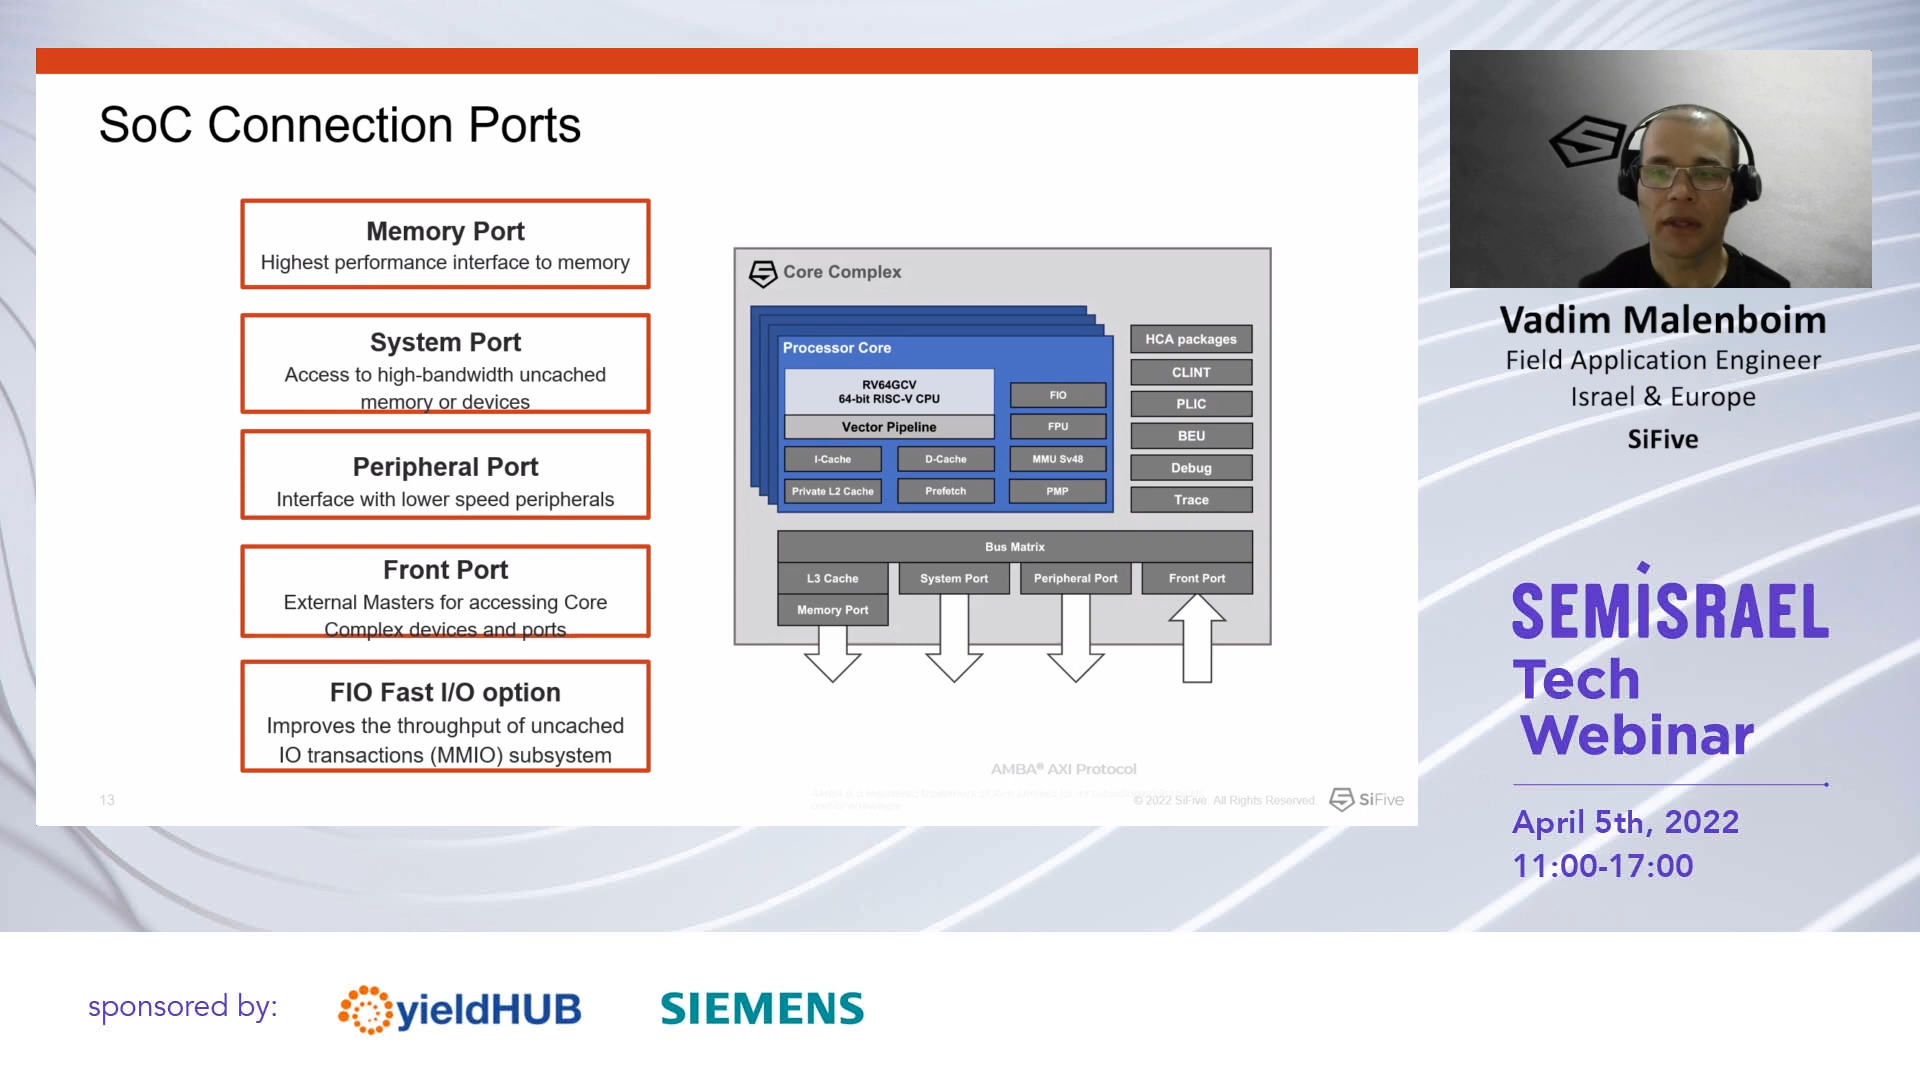 SoC Connection Ports
Memory Port
Highest performance interface to memory
System Port
Access to high-bandwidth uncached
memory or devices
Peripheral Port
Interface with lower speed peripherals
Front Port
External Masters for accessing Core
Complex devices and ports
FIO Fast I/O option
Improves the throughput of uncached
IO transactions (MMIO) subsystem
Core Complex
Processor Core
RV64GCV
64-bit RISC-V CPU
Vector Pipeline
FIO
FPU
I-Cache
D-Cache
MMU Sv48
Private L2 Cache
Prefetch
PMP
HCA packages
CLINT
PLIC
BEU
Debug
Trace
Bus Matrix
L3 Cache
System Port
Peripheral Port
Front Port
Memory Port
AMBA® AXI Protocol
13
© 2022 SiFive. All Rights Reserved.
SiFive
Vadim Malenboim
Field Application Engineer
Israel & Europe
SiFive
SEMISRAEL
Tech
Webinar
April 5th, 2022
11:00-17:00
sponsored by:
yieldHUB
SIEMENS